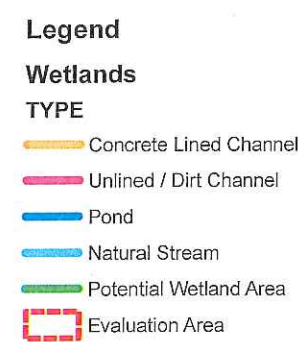 Legend
Wetlands
TYPE
Concrete Lined Channel
Unlined / Dirt Channel
Pond
Natural Stream
Potential Wetland Area
Evaluation Area